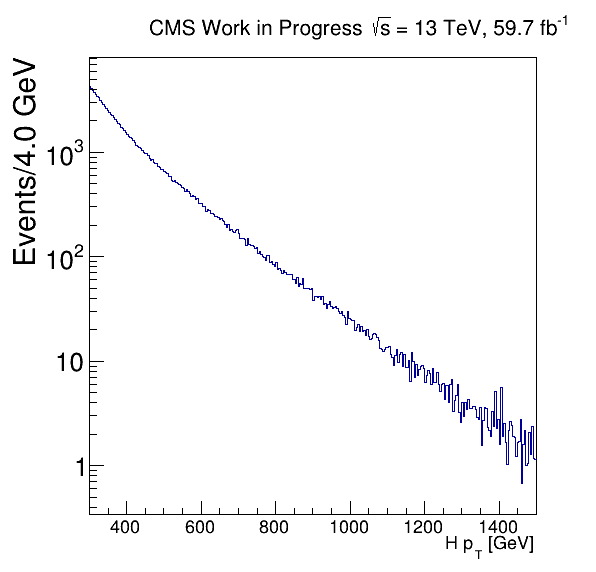 CMS Work in Progress √s = 13 TeV, 59.7 fb⁻¹
Events/4.0 GeV
10³
10²
10
1
400 600 800 1000 1200 1400
H p_T [GeV]